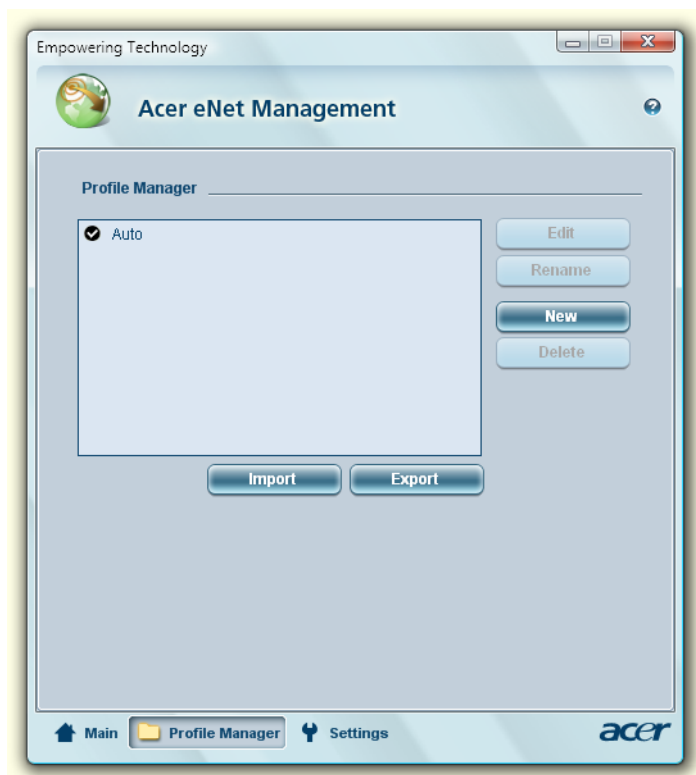 Empowering Technology
Acer eNet Management
Profile Manager
Auto
Edit
Rename
New
Delete
Import Export
Main Profile Manager Settings acer